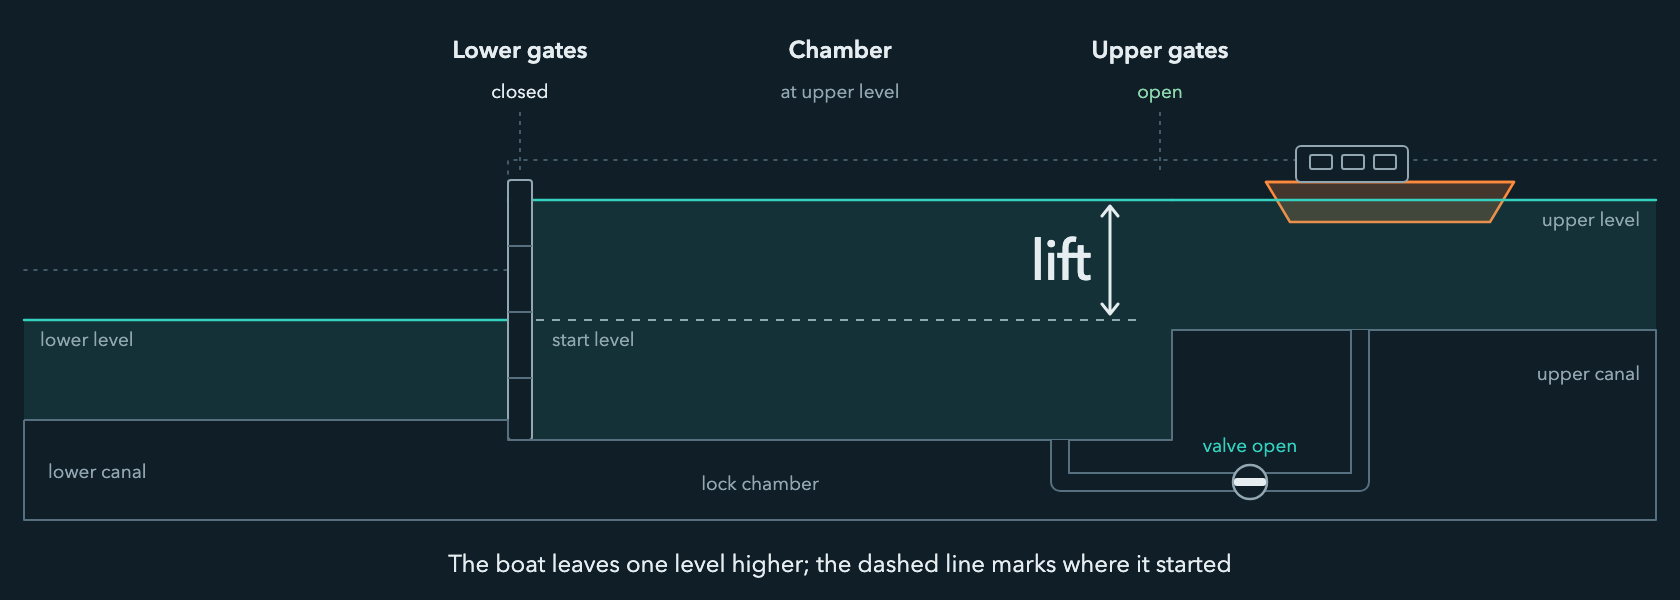 Lower gates
closed
Chamber
at upper level
Upper gates
open
lift
upper level
lower level
start level
upper canal
valve open
lower canal
lock chamber
The boat leaves one level higher; the dashed line marks where it started